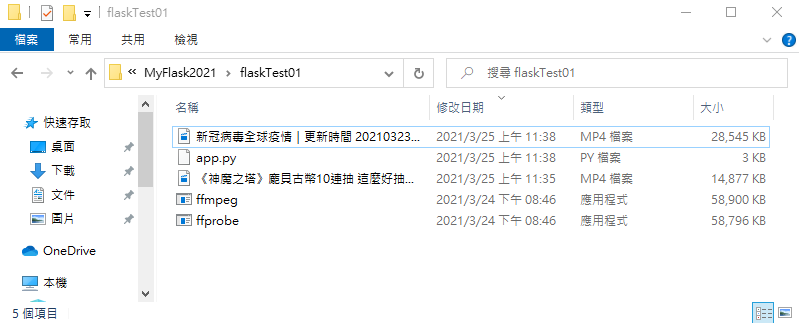 flaskTest01
檔案 常用 共用 檢視
« MyFlask2021 › flaskTest01 搜尋 flaskTest01
名稱 修改日期 類型 大小
快速存取
桌面
下載
文件
圖片
OneDrive
本機
新冠病毒全球疫情｜更新時間 20210323... 2021/3/25 上午 11:38 MP4 檔案 28,545 KB
app.py 2021/3/25 上午 11:38 PY 檔案 3 KB
《神魔之塔》龐貝古幣10連抽 這麼好抽... 2021/3/25 上午 11:35 MP4 檔案 14,877 KB
ffmpeg 2021/3/24 下午 08:46 應用程式 58,900 KB
ffprobe 2021/3/24 下午 08:46 應用程式 58,796 KB
5 個項目